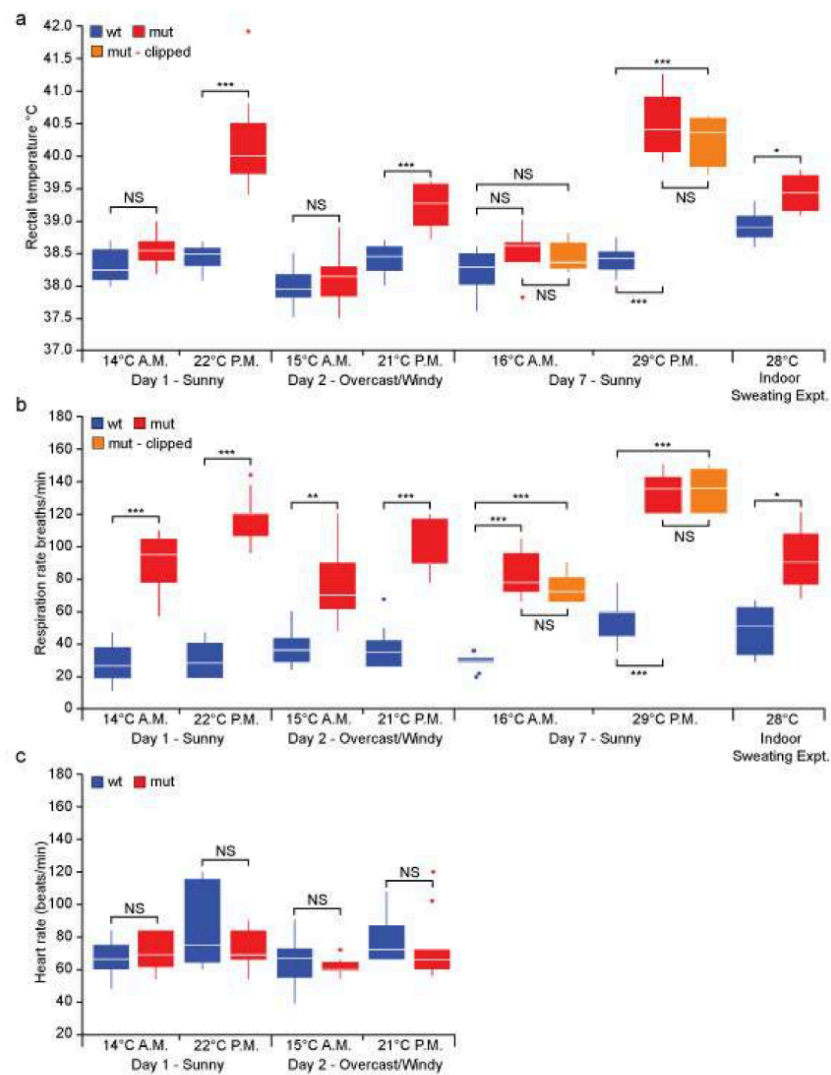 a
wt mut
mut - clipped
Rectal temperature °C
42.0
41.5
41.0
40.5
40.0
39.5
39.0
38.5
38.0
37.5
37.0
NS
***
NS
***
NS
NS
NS
***
NS
***
*
14°C A.M. 22°C P.M. 15°C A.M. 21°C P.M. 16°C A.M. 29°C P.M. 28°C
Day 1 - Sunny Day 2 - Overcast/Windy Day 7 - Sunny Indoor
Sweating Expt.
b
wt mut
mut - clipped
Respiration rate breaths/min
180
160
140
120
100
80
60
40
20
0
***
***
**
***
***
***
NS
***
NS
***
*
14°C A.M. 22°C P.M. 15°C A.M. 21°C P.M. 16°C A.M. 29°C P.M. 28°C
Day 1 - Sunny Day 2 - Overcast/Windy Day 7 - Sunny Indoor
Sweating Expt.
c
wt mut
Heart rate (beats/min)
180
160
140
120
100
80
60
40
20
NS
NS
NS
NS
14°C A.M. 22°C P.M. 15°C A.M. 21°C P.M.
Day 1 - Sunny Day 2 - Overcast/Windy